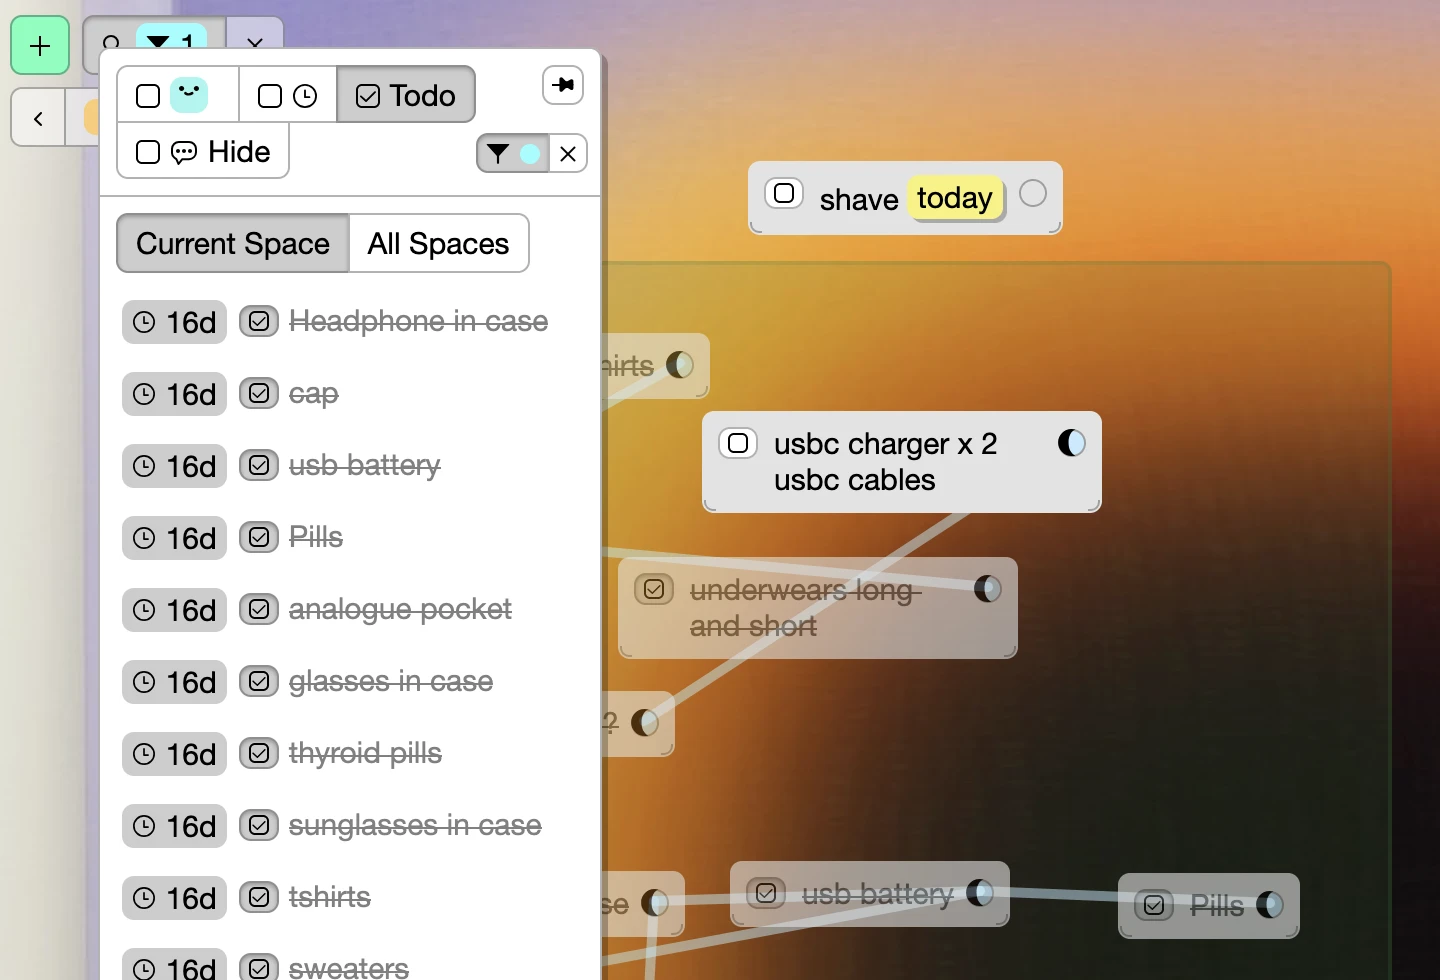 1
Todo
Hide
Current Space
All Spaces
16d Headphone in case
16d cap
16d usb battery
16d Pills
16d analogue pocket
16d glasses in case
16d thyroid pills
16d sunglasses in case
16d tshirts
16d sweaters
shave today
hirts
usbc charger x 2
usbc cables
underwears long
and short
?
se
usb battery
Pills